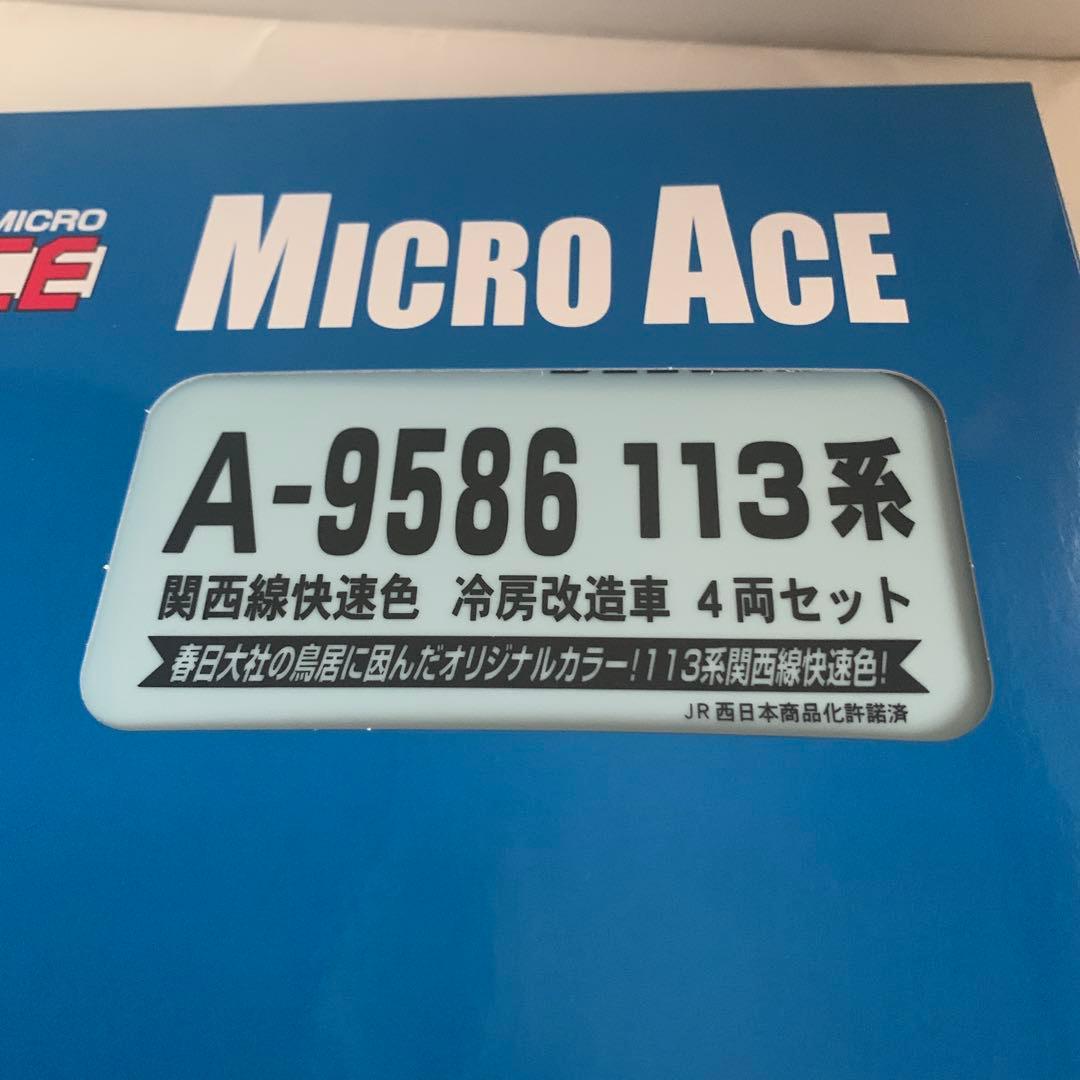 MICRO
MICRO ACE
A-9586 113系
関西線快速色 冷房改造車 4両セット
春日大社の鳥居に因んだオリジナルカラー!113系関西線快速色!
JR西日本商品化許諾済